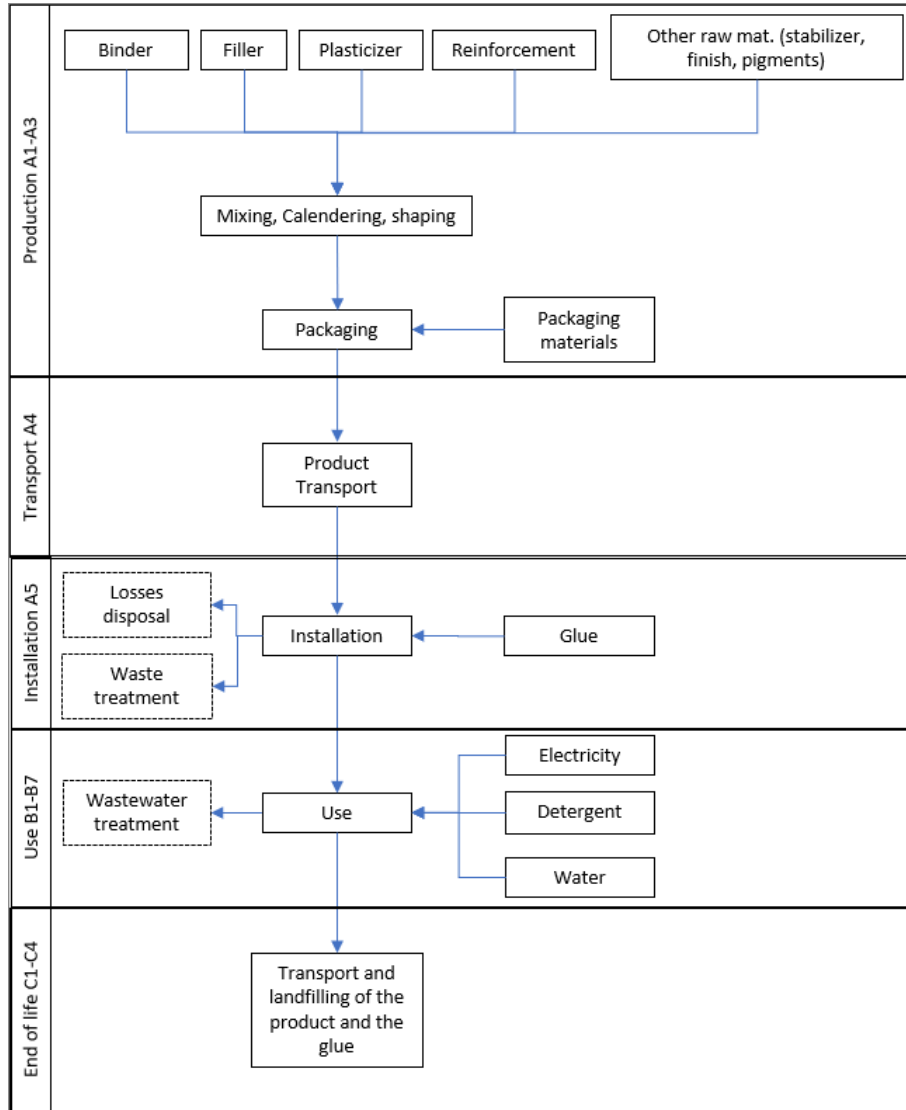 Production A1-A3
Binder
Filler
Plasticizer
Reinforcement
Other raw mat. (stabilizer,
finish, pigments)
Mixing, Calendering, shaping
Packaging
Packaging
materials
Transport A4
Product
Transport
Installation A5
Losses
disposal
Waste
treatment
Installation
Glue
Use B1-B7
Wastewater
treatment
Use
Electricity
Detergent
Water
End of life C1-C4
Transport and
landfilling of the
product and the
glue